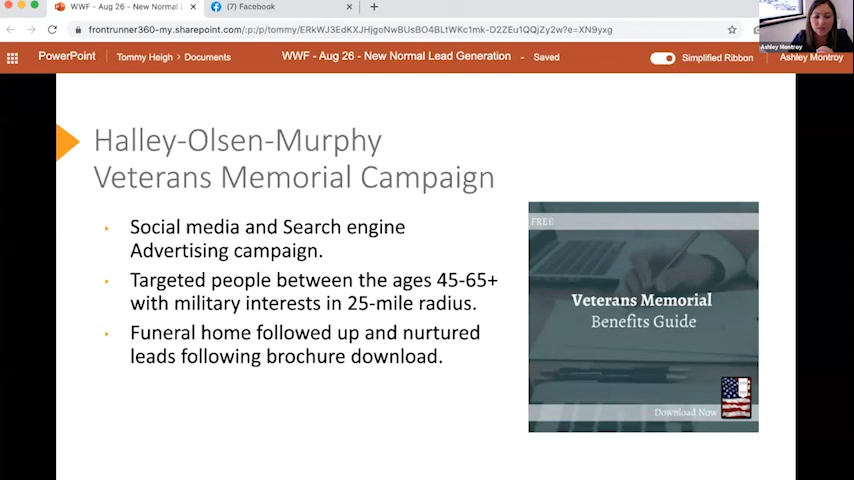 WWF - Aug 26 - New Normal L
(7) Facebook
frontrunner360-my.sharepoint.com/:p:/p/tommy/ERkWJ3EdKXJHjgoNwBUsBO4BLtWKc1mk-D2ZEu1QQjZy2w?e=XN9yxg
Ashley Montroy
PowerPoint
Tommy Heigh > Documents
WWF - Aug 26 - New Normal Lead Generation - Saved
Simplified Ribbon
Ashley Montroy
Halley-Olsen-Murphy
Veterans Memorial Campaign
Social media and Search engine
Advertising campaign.
Targeted people between the ages 45-65+
with military interests in 25-mile radius.
Funeral home followed up and nurtured
leads following brochure download.
FREE
Veterans Memorial
Benefits Guide
Download Now